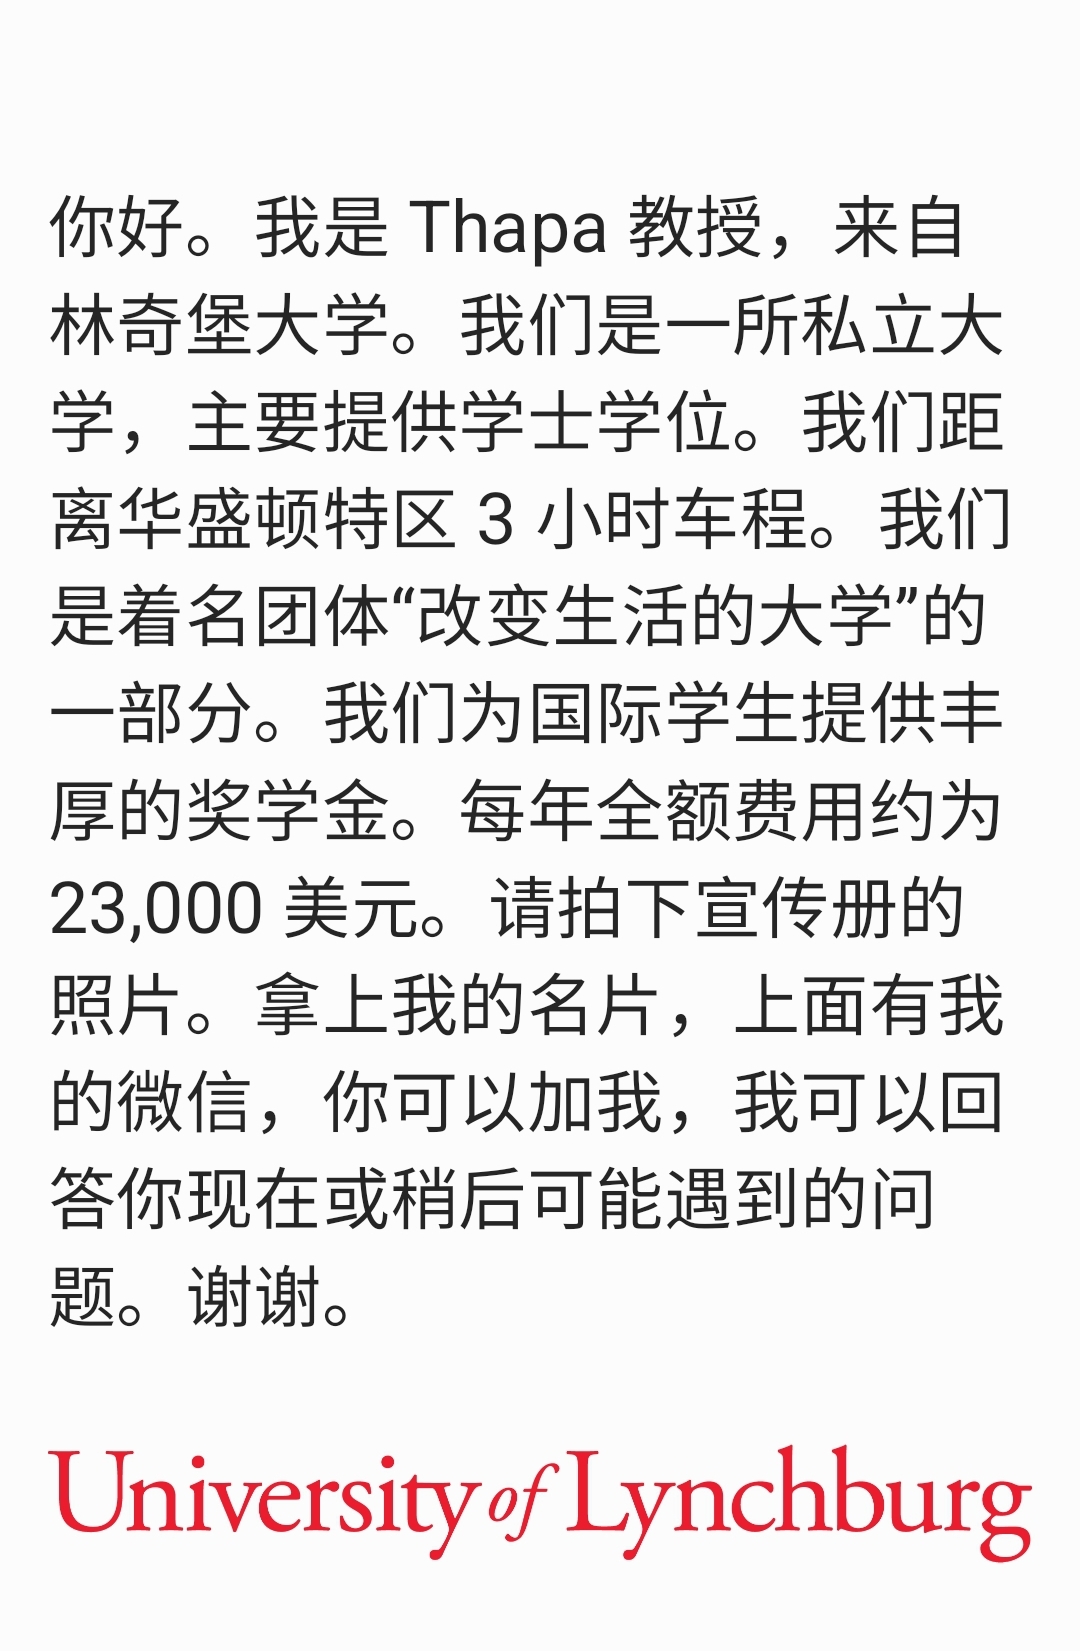 你好。我是 Thapa 教授，来自
林奇堡大学。我们是一所私立大
学，主要提供学士学位。我们距
离华盛顿特区 3 小时车程。我们
是着名团体“改变生活的大学”的
一部分。我们为国际学生提供丰
厚的奖学金。每年全额费用约为
23,000 美元。请拍下宣传册的
照片。拿上我的名片，上面有我
的微信，你可以加我，我可以回
答你现在或稍后可能遇到的问
题。谢谢。
University of Lynchburg